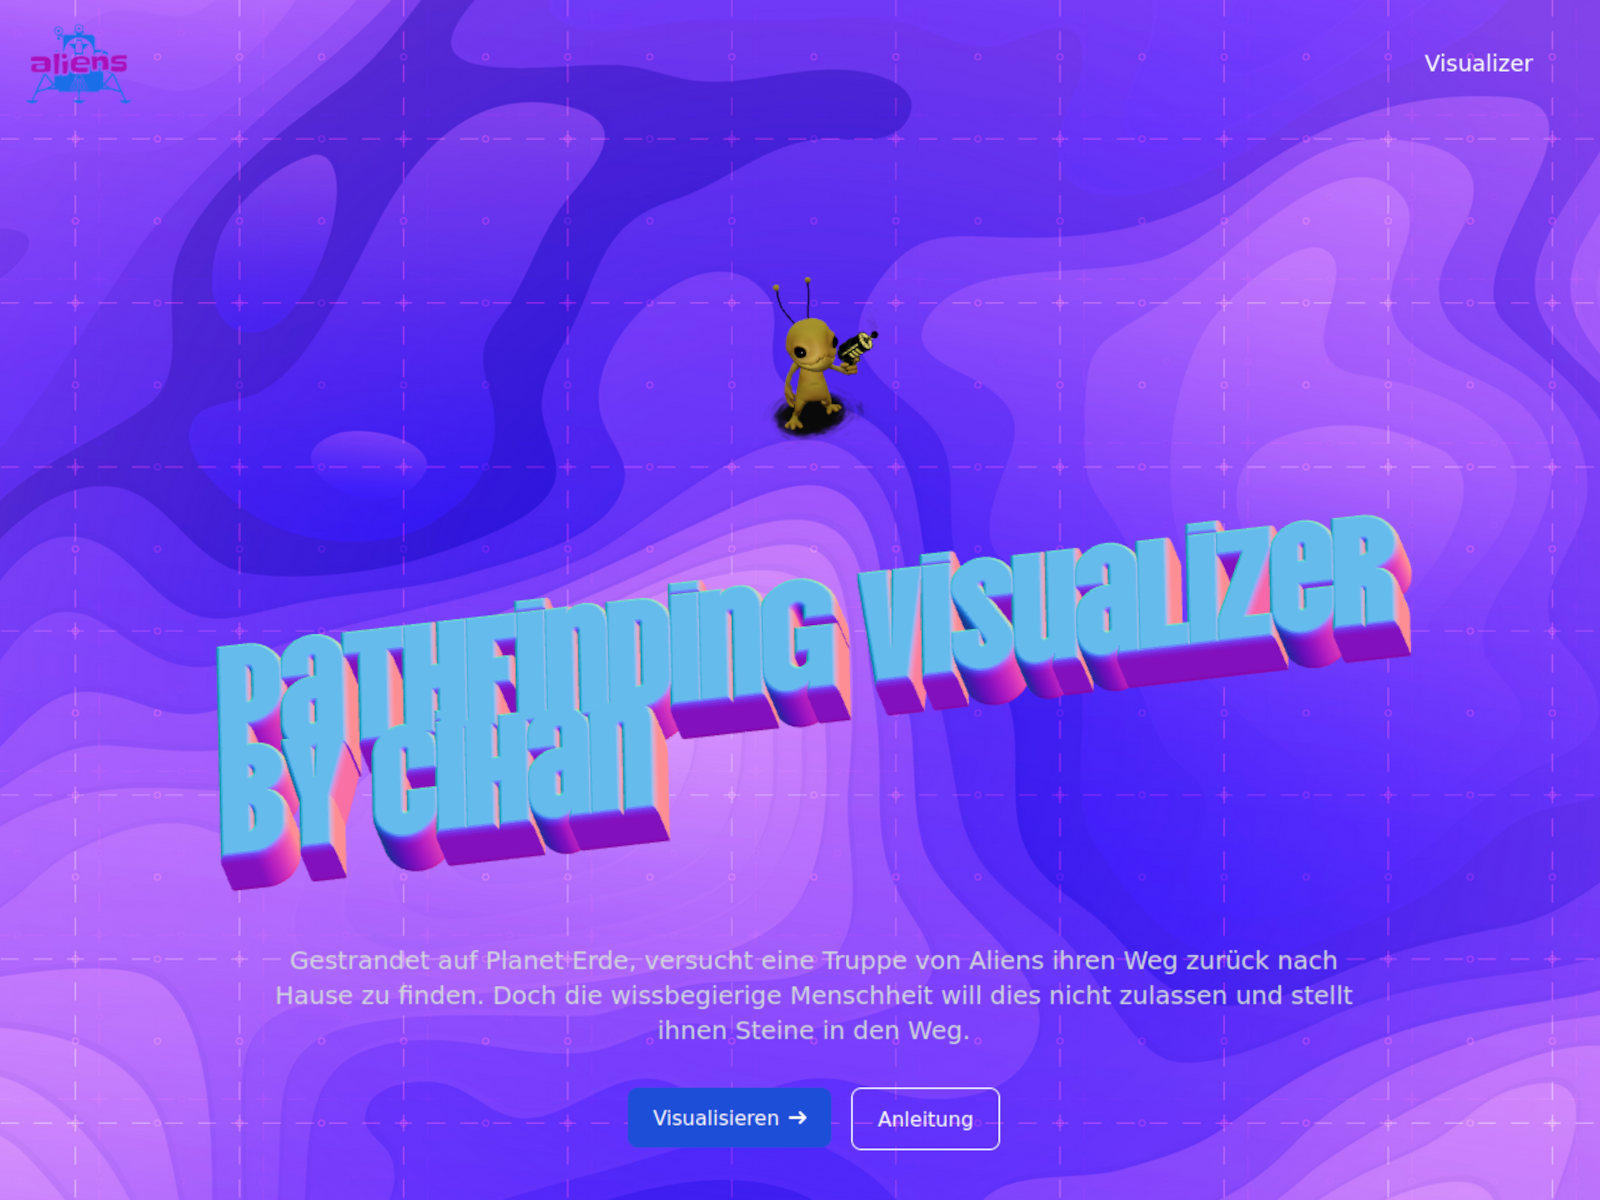 aliens
Visualizer
PATHFINDING VISUALIZER
BY CIHAN
Gestrandet auf Planet Erde, versucht eine Truppe von Aliens ihren Weg zurück nach
Hause zu finden. Doch die wissbegierige Menschheit will dies nicht zulassen und stellt
ihnen Steine in den Weg.
Visualisieren ➔
Anleitung